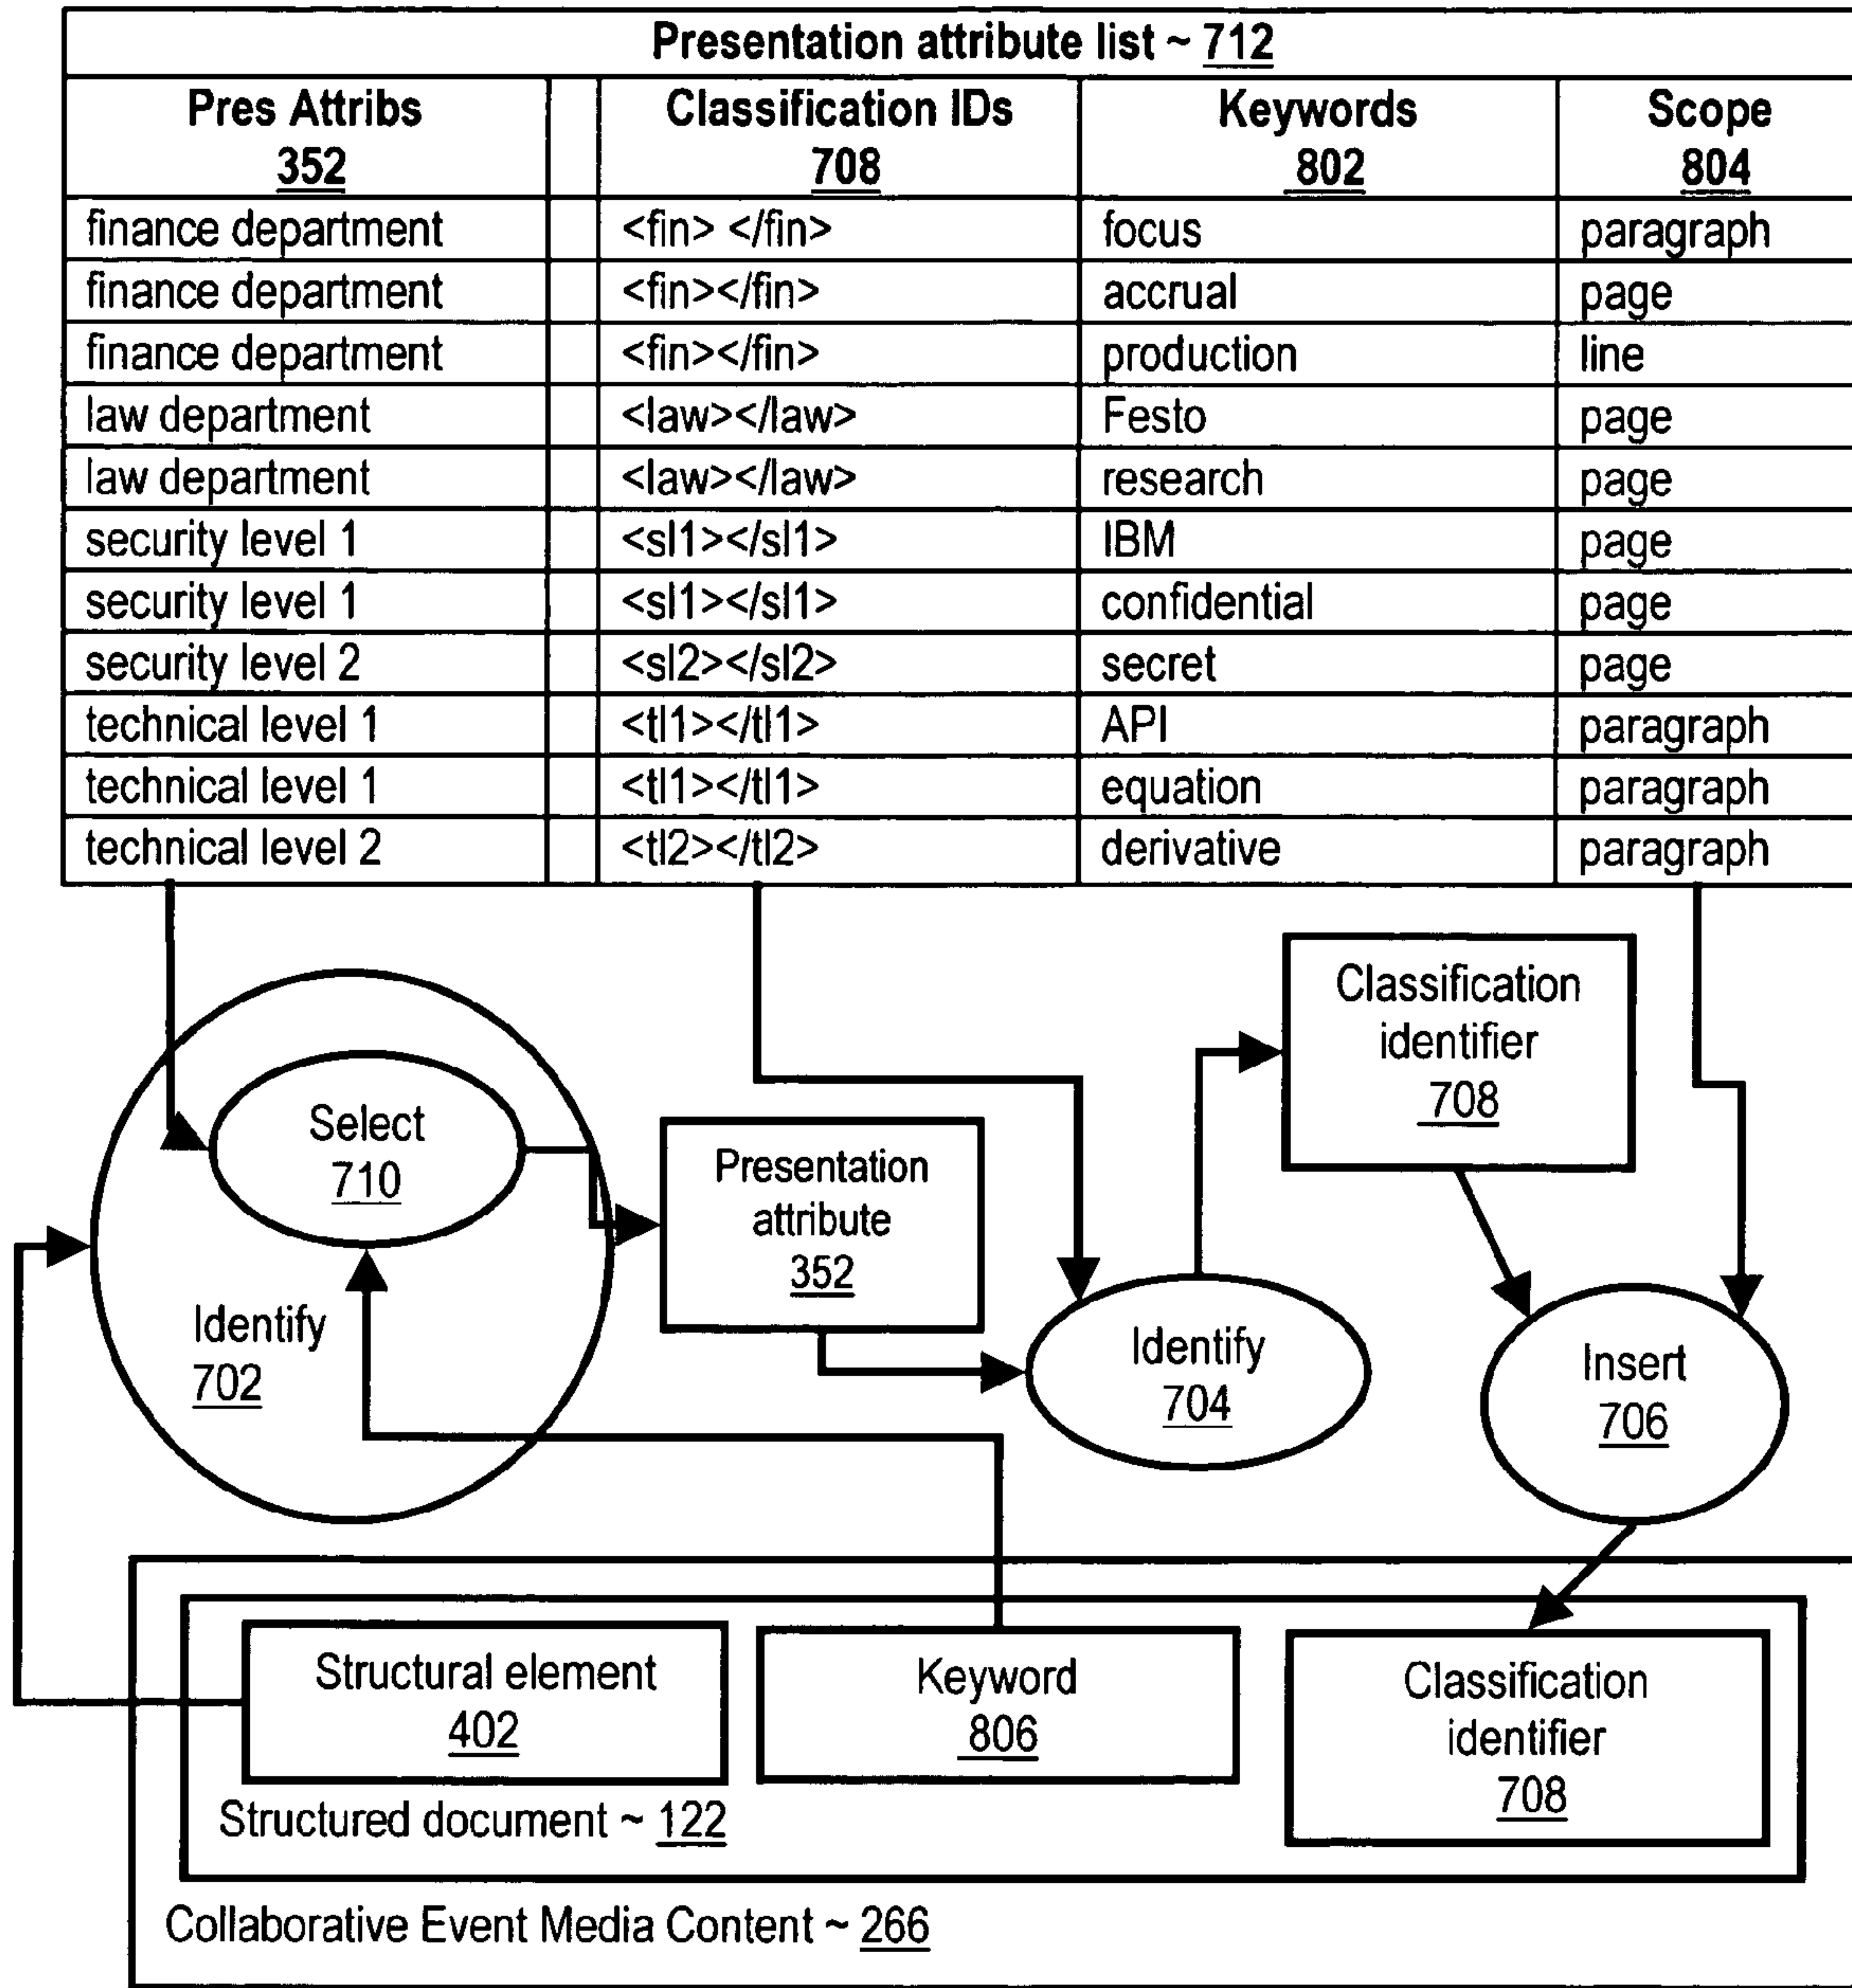 Presentation attribute list ~ 712
Pres Attribs Classification IDs Keywords Scope
352 708 802 804
finance department <fin> </fin> focus paragraph
finance department <fin></fin> accrual page
finance department <fin></fin> production line
law department <law></law> Festo page
law department <law></law> research page
security level 1 <sl1></sl1> IBM page
security level 1 <sl1></sl1> confidential page
security level 2 <sl2></sl2> secret page
technical level 1 <tl1></tl1> API paragraph
technical level 1 <tl1></tl1> equation paragraph
technical level 2 <tl2></tl2> derivative paragraph
Classification
identifier
708
Select
710
Presentation
attribute
352
Identify
702
Identify
704
Insert
706
Structural element
402
Keyword
806
Classification
identifier
708
Structured document ~ 122
Collaborative Event Media Content ~ 266